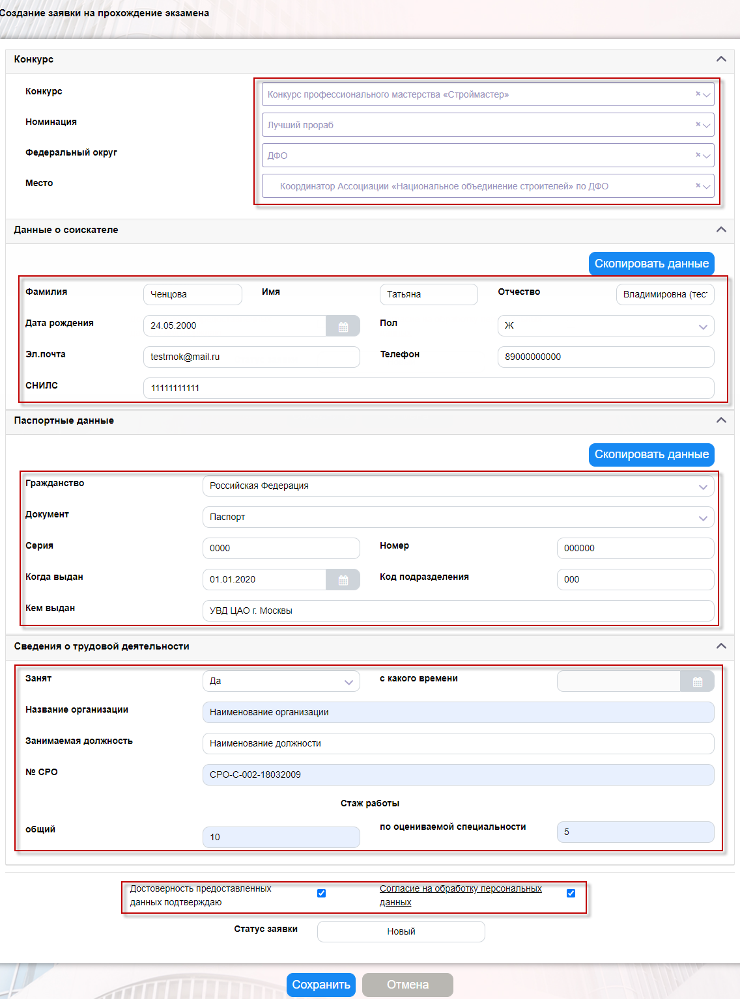 Создание заявки на прохождение экзамена
Конкурс
Конкурс
Конкурс профессионального мастерства «Строймастер»
Номинация
Лучший прораб
Федеральный округ
ДФО
Место
Координатор Ассоциации «Национальное объединение строителей» по ДФО
Данные о соискателе
Скопировать данные
Фамилия Ченцова Имя Татьяна Отчество Владимировна (тес
Дата рождения 24.05.2000 Пол Ж
Эл.почта testrnok@mail.ru Телефон 89000000000
СНИЛС 11111111111
Паспортные данные
Скопировать данные
Гражданство Российская Федерация
Документ Паспорт
Серия 0000 Номер 000000
Когда выдан 01.01.2020 Код подразделения 000
Кем выдан УВД ЦАО г. Москвы
Сведения о трудовой деятельности
Занят Да с какого времени
Название организации Наименование организации
Занимаемая должность Наименование должности
№ СРО СРО-С-002-18032009
Стаж работы
общий 10 по оцениваемой специальности 5
Достоверность предоставленных
данных подтверждаю
Согласие на обработку персональных
данных
Статус заявки Новый
Сохранить Отмена